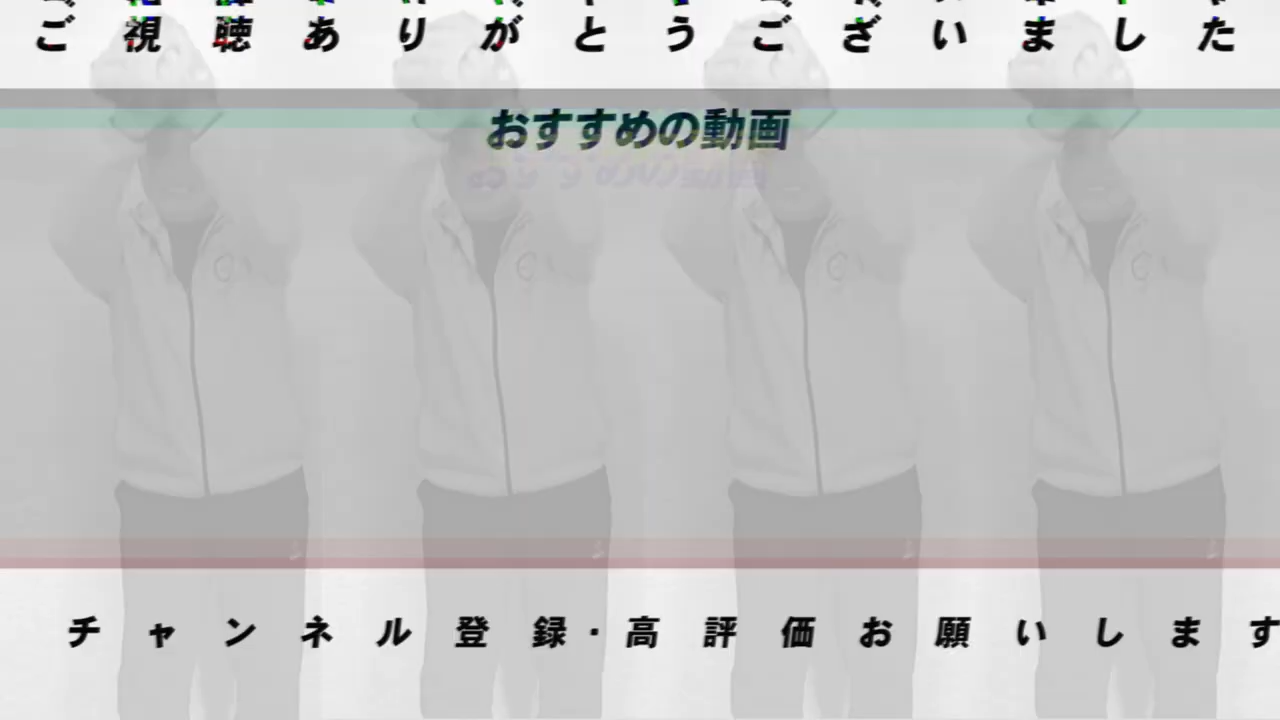 ご視聴ありがとうございました
おすすめの動画
チャンネル登録・高評価お願いします